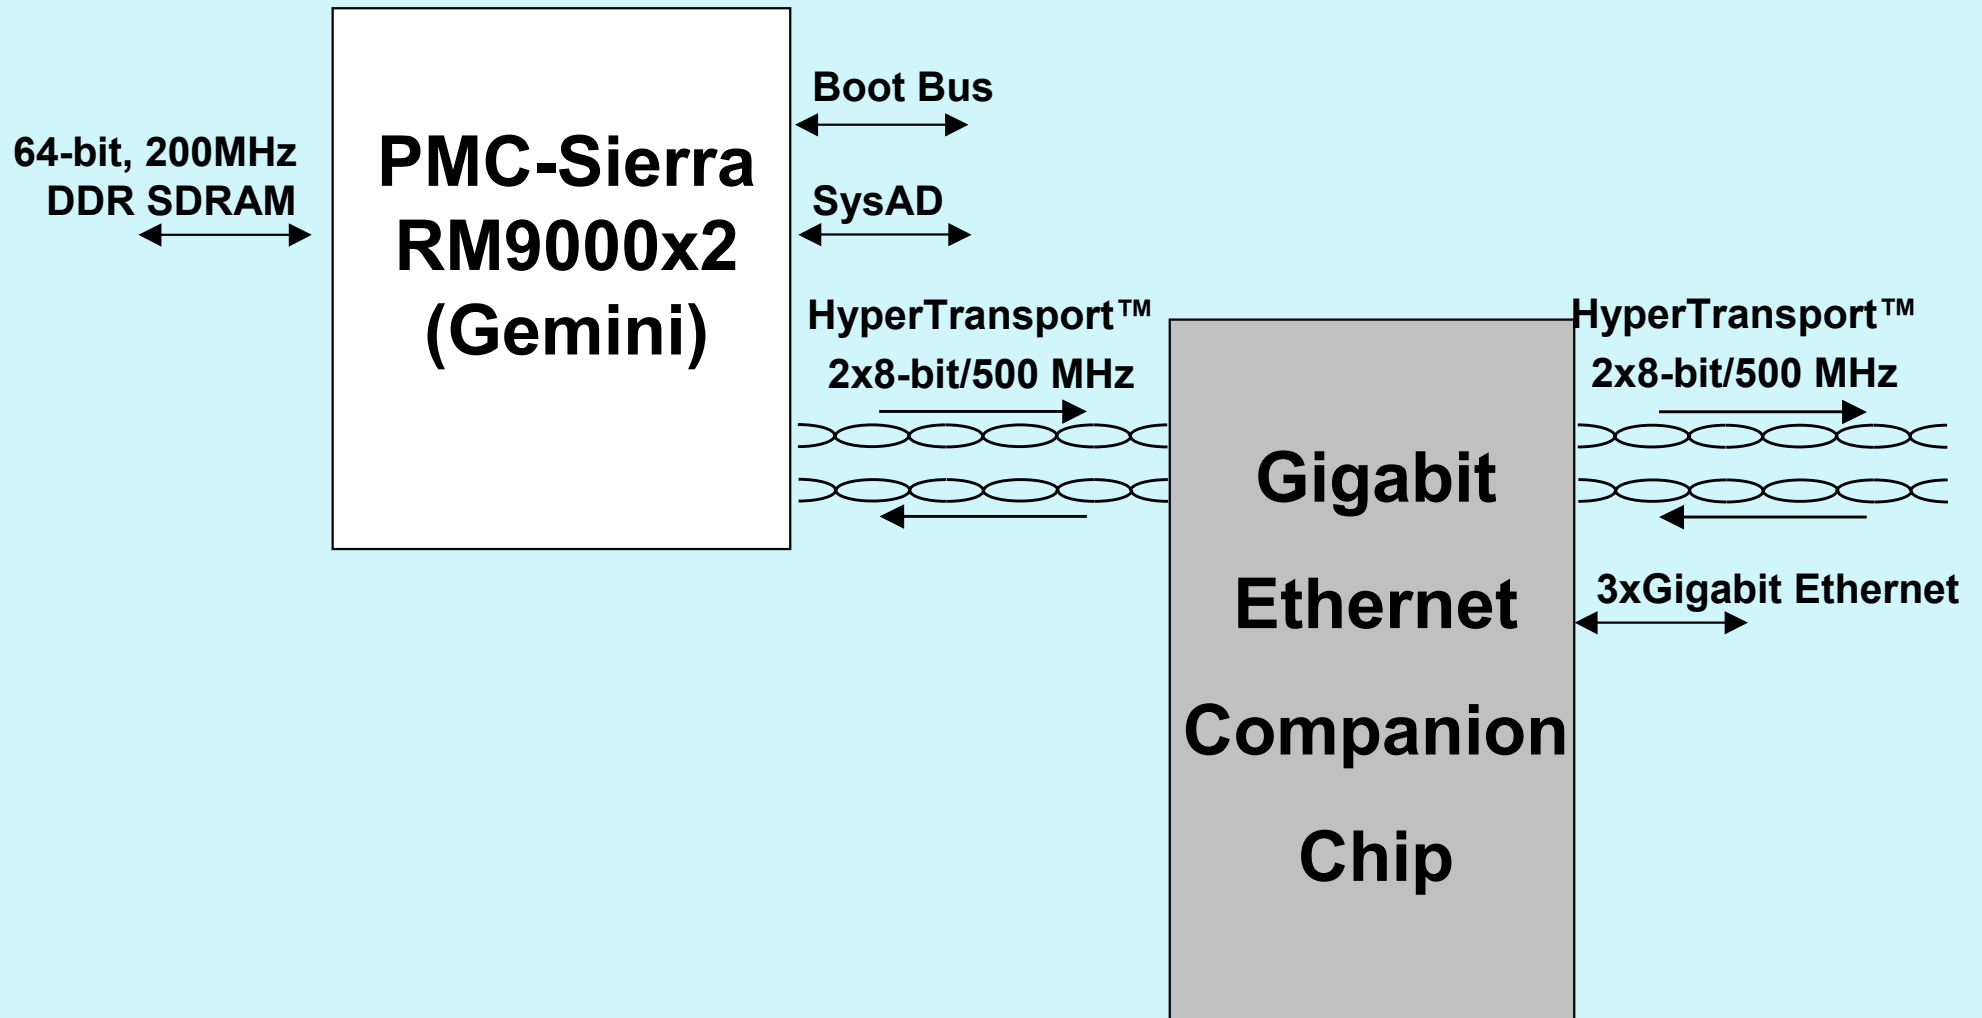 64-bit, 200MHz
DDR SDRAM
PMC-Sierra
RM9000x2
(Gemini)
Boot Bus
SysAD
HyperTransport™
2x8-bit/500 MHz
Gigabit
Ethernet
Companion
Chip
HyperTransport™
2x8-bit/500 MHz
3xGigabit Ethernet